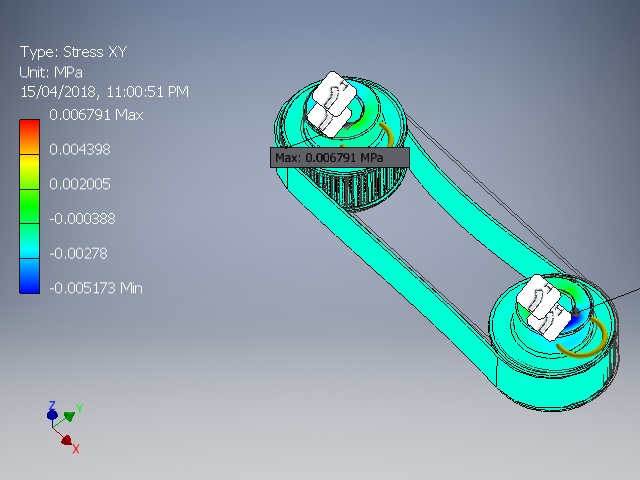 Type: Stress XY
Unit: MPa
15/04/2018, 11:00:51 PM
0.006791 Max
0.004398
0.002005
-0.000388
-0.00278
-0.005173 Min
Max: 0.006791 MPa
Z
Y
X